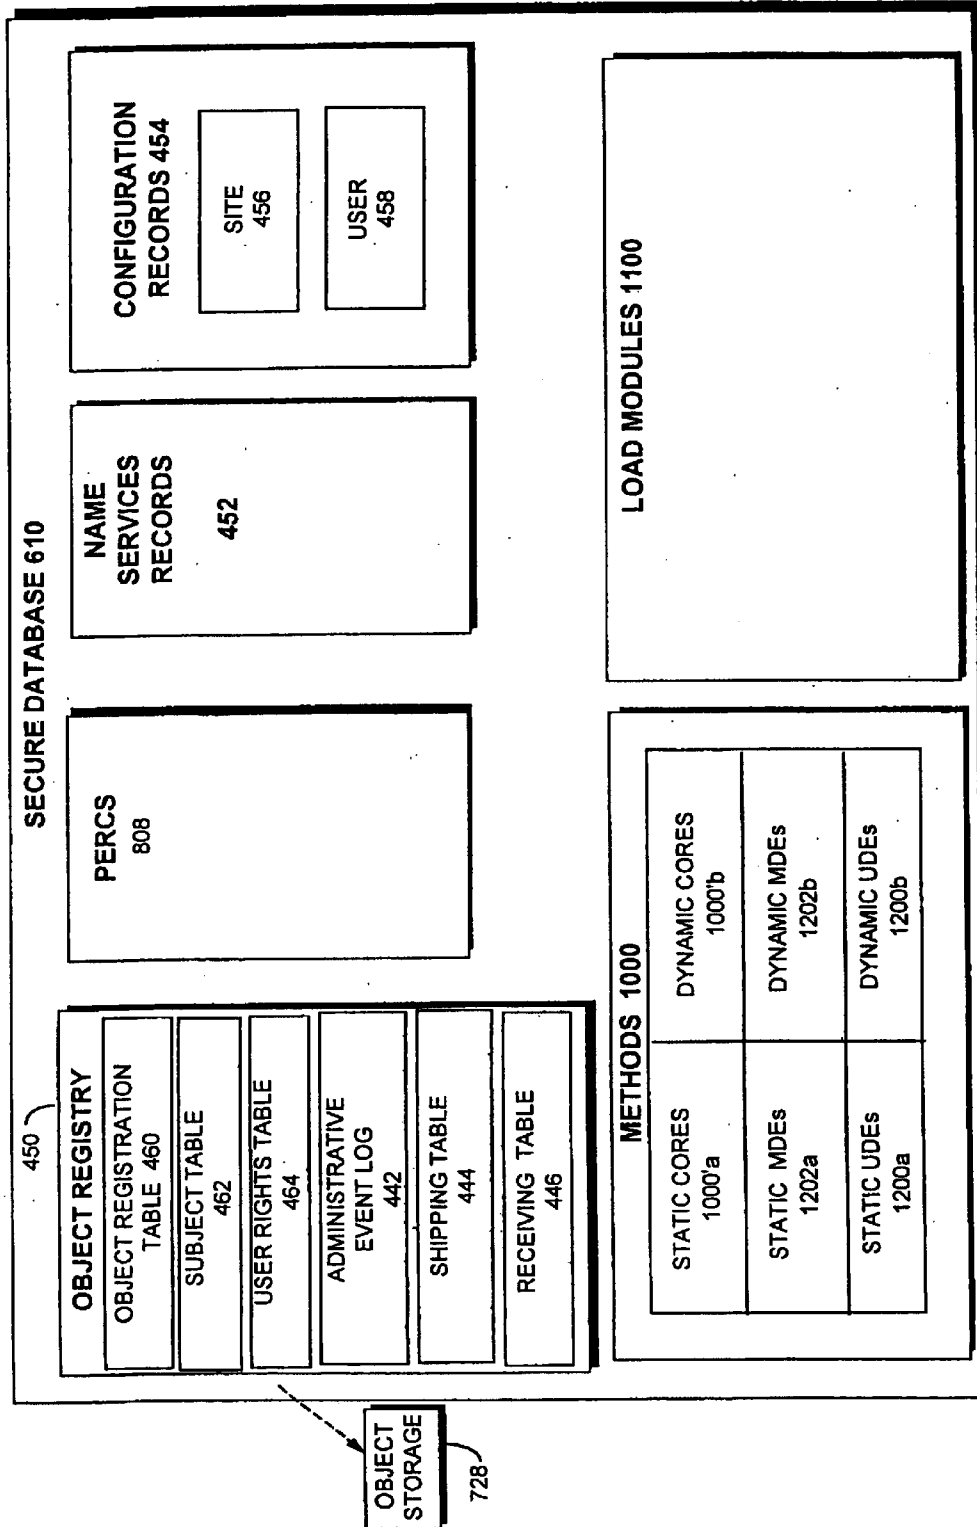 SECURE DATABASE 610
450
OBJECT REGISTRY
OBJECT REGISTRATION
TABLE 460
SUBJECT TABLE
462
USER RIGHTS TABLE
464
ADMINISTRATIVE
EVENT LOG
442
SHIPPING TABLE
444
RECEIVING TABLE
446
OBJECT
STORAGE
728
PERCS
808
NAME
SERVICES
RECORDS
452
CONFIGURATION
RECORDS 454
SITE
456
USER
458
METHODS 1000
STATIC CORES
1000'a
DYNAMIC CORES
1000'b
STATIC MDEs
1202a
DYNAMIC MDEs
1202b
STATIC UDEs
1200a
DYNAMIC UDEs
1200b
LOAD MODULES 1100